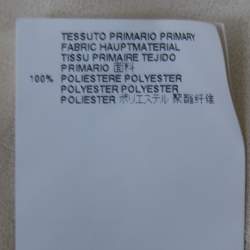 TESSUTO PRIMARIO PRIMARY
FABRIC HAUPTMATERIAL
TISSU PRIMAIRE TEJIDO
PRIMARIO 面料
100% POLIESTERE POLYESTER
POLYESTER POLYESTER
POLIESTER ポリエステル 聚酯纤维